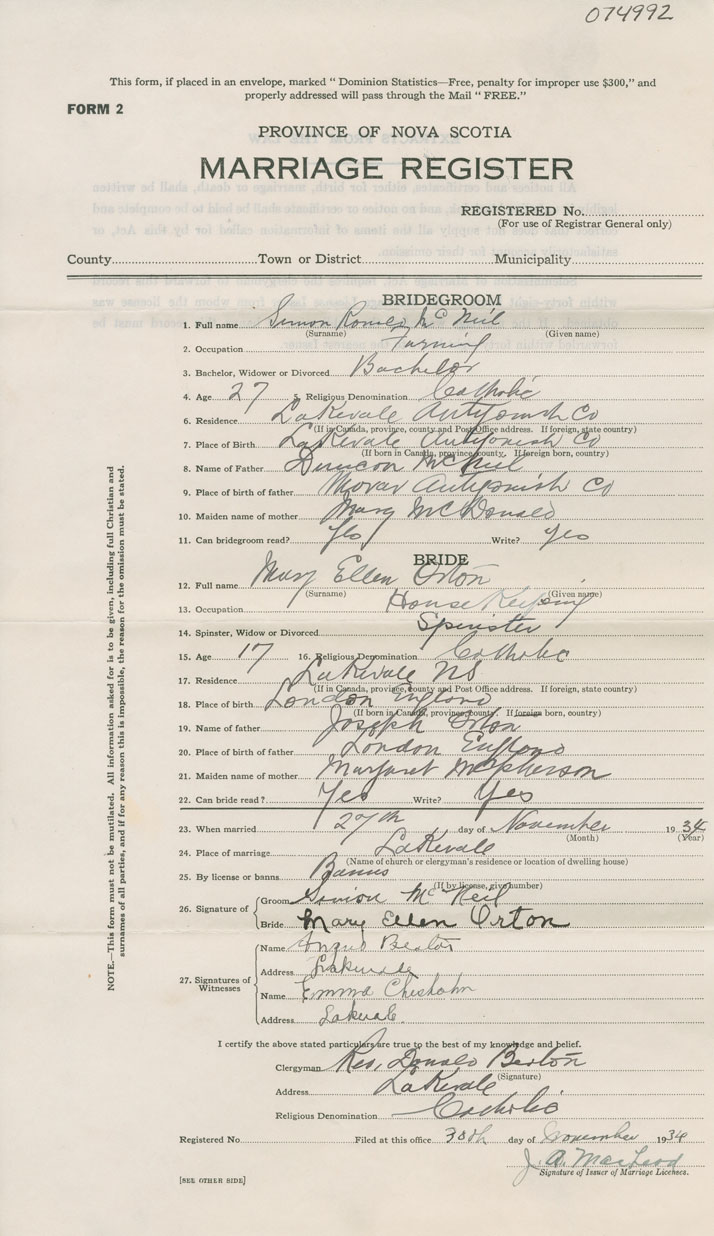 074992
This form, if placed in an envelope, marked " Dominion Statistics—Free, penalty for improper use $300," and
properly addressed will pass through the Mail " FREE."
FORM 2
PROVINCE OF NOVA SCOTIA
MARRIAGE REGISTER
REGISTERED No.
(For use of Registrar General only)
County Town or District Municipality
BRIDEGROOM
1. Full name Simon Romeo McNeil
(Surname) (Given name)
2. Occupation Farming
3. Bachelor, Widower or Divorced Bachelor
4. Age 27 5. Religious Denomination Catholic
6. Residence Lakevale Antigonish Co
(If in Canada, province, county and Post Office address. If foreign, state country)
7. Place of Birth Lakevale Antigonish Co
(If born in Canada, province, county. If foreign born, country)
8. Name of Father Duncan McNeil
9. Place of birth of father Morar Antigonish Co
10. Maiden name of mother Mary McDonald
11. Can bridegroom read? Yes Write? Yes
BRIDE
12. Full name Mary Ellen Orton
(Surname) (Given name)
13. Occupation House Keeping
14. Spinster, Widow or Divorced Spinster
15. Age 17 16. Religious Denomination Catholic
17. Residence Lakevale NS
(If in Canada, province, county and Post Office address. If foreign, state country)
18. Place of birth London England
(If born in Canada, province, county. If foreign born, country)
19. Name of father Joseph Orton
20. Place of birth of father London England
21. Maiden name of mother Margaret McPherson
22. Can bride read? Yes Write? Yes
23. When married 27th day of November 1934
(Month) (Year)
24. Place of marriage Lakevale
(Name of church or clergyman's residence or location of dwelling house)
25. By license or banns Banns
(If by license, give number)
26. Signature of
Groom Simon McNeil
Bride Mary Ellen Orton
27. Signatures of Witnesses
Name Angus
Address Lakevale
Name Emma Chisholm
Address Lakevale
I certify the above stated particulars are true to the best of my knowledge and belief.
Clergyman Rev. Donald
(Signature)
Address Lakevale
Religious Denomination Catholic
Registered No. Filed at this office 30th day of November 1934
J. A. MacLeod
Signature of Issuer of Marriage Licenses.
[SEE OTHER SIDE]
NOTE.—This form must not be mutilated. All information asked for is to be given, including full Christian and
surnames of all parties, and if for any reason this is impossible, the reason for the omission must be stated.